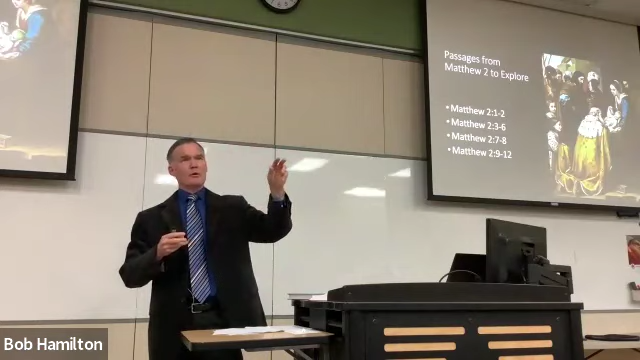 Passages from
Matthew 2 to Explore
• Matthew 2:1-2
• Matthew 2:3-6
• Matthew 2:7-8
• Matthew 2:9-12
Bob Hamilton